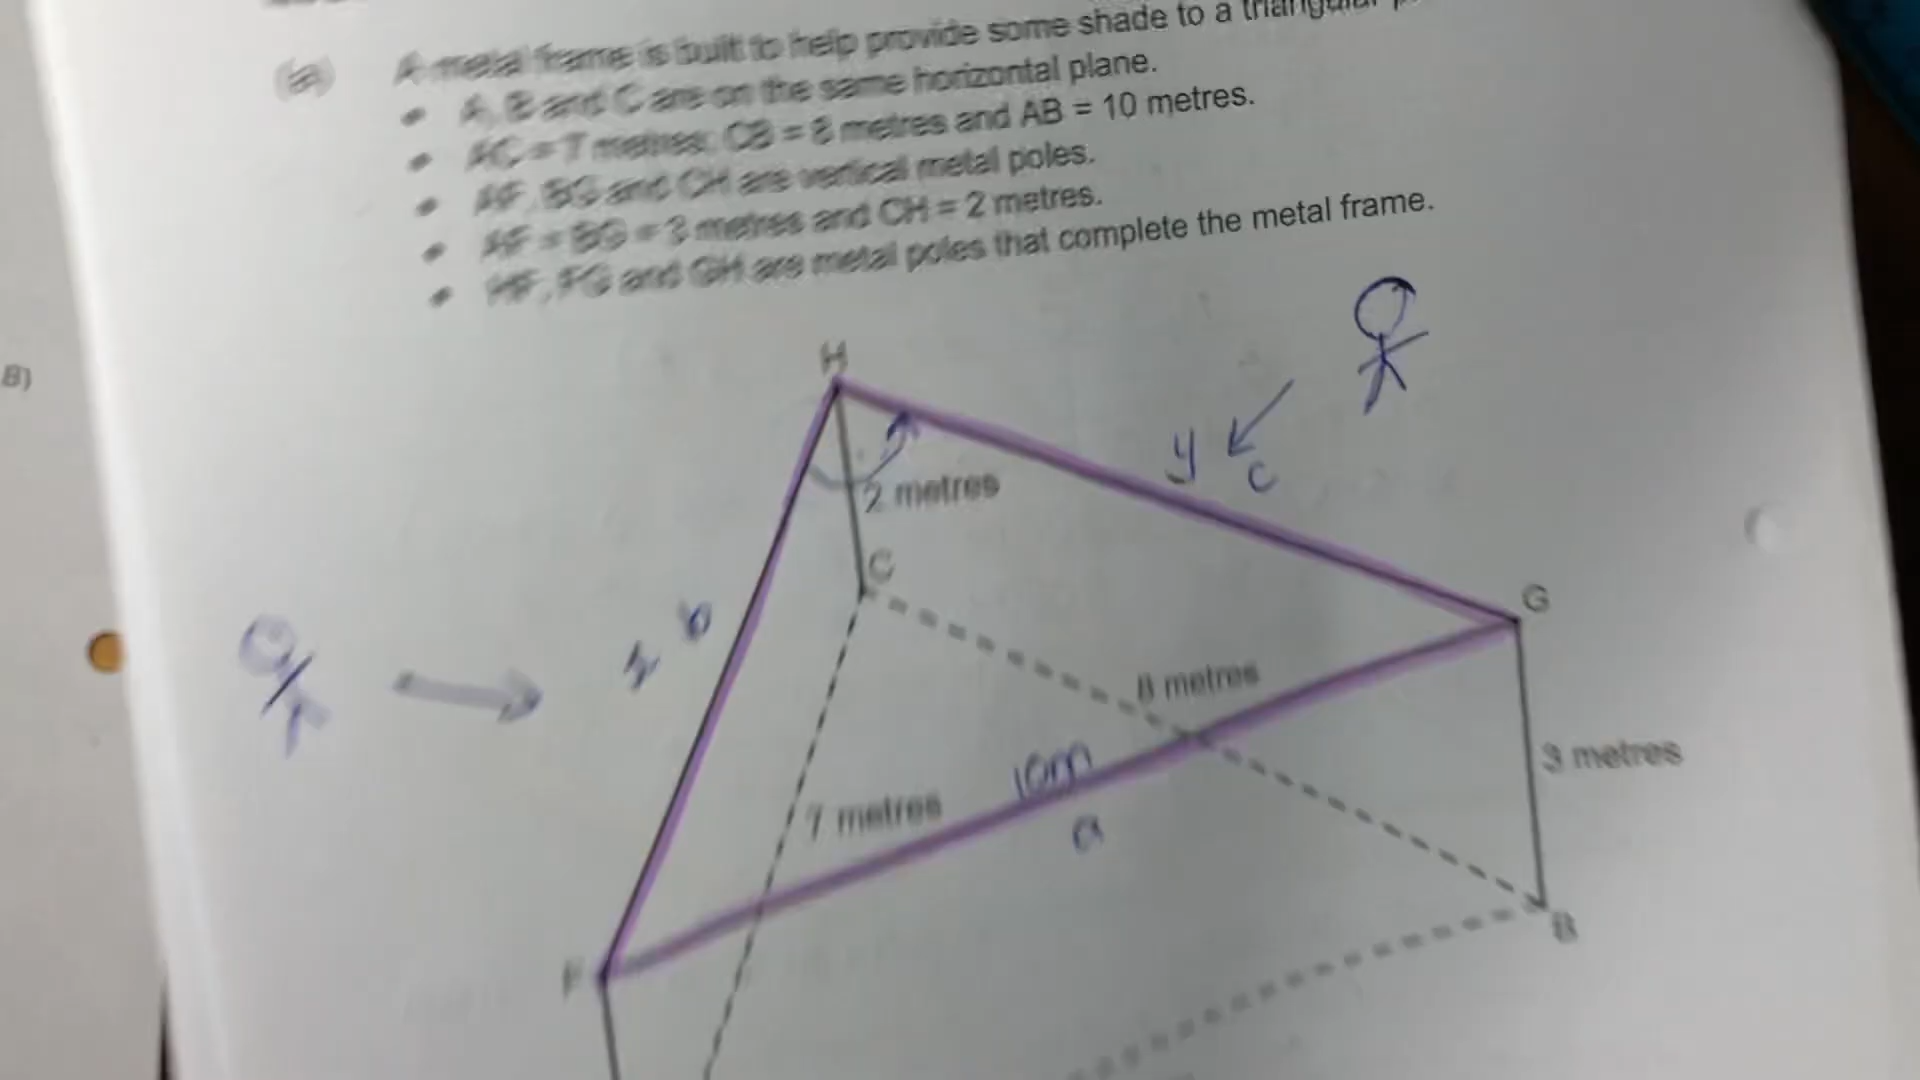 (a) A metal frame is built to help provide some shade to a triangular
• A, B and C are on the same horizontal plane.
• AC = 7 metres, CB = 8 metres and AB = 10 metres.
• AF, BG and CH are vertical metal poles.
• AF = BG = 3 metres and CH = 2 metres.
• HF, FG and GH are metal poles that complete the metal frame.
B)
H
y
c
2 metres
C
G
b
8 metres
3 metres
10m
7 metres
a
B
F